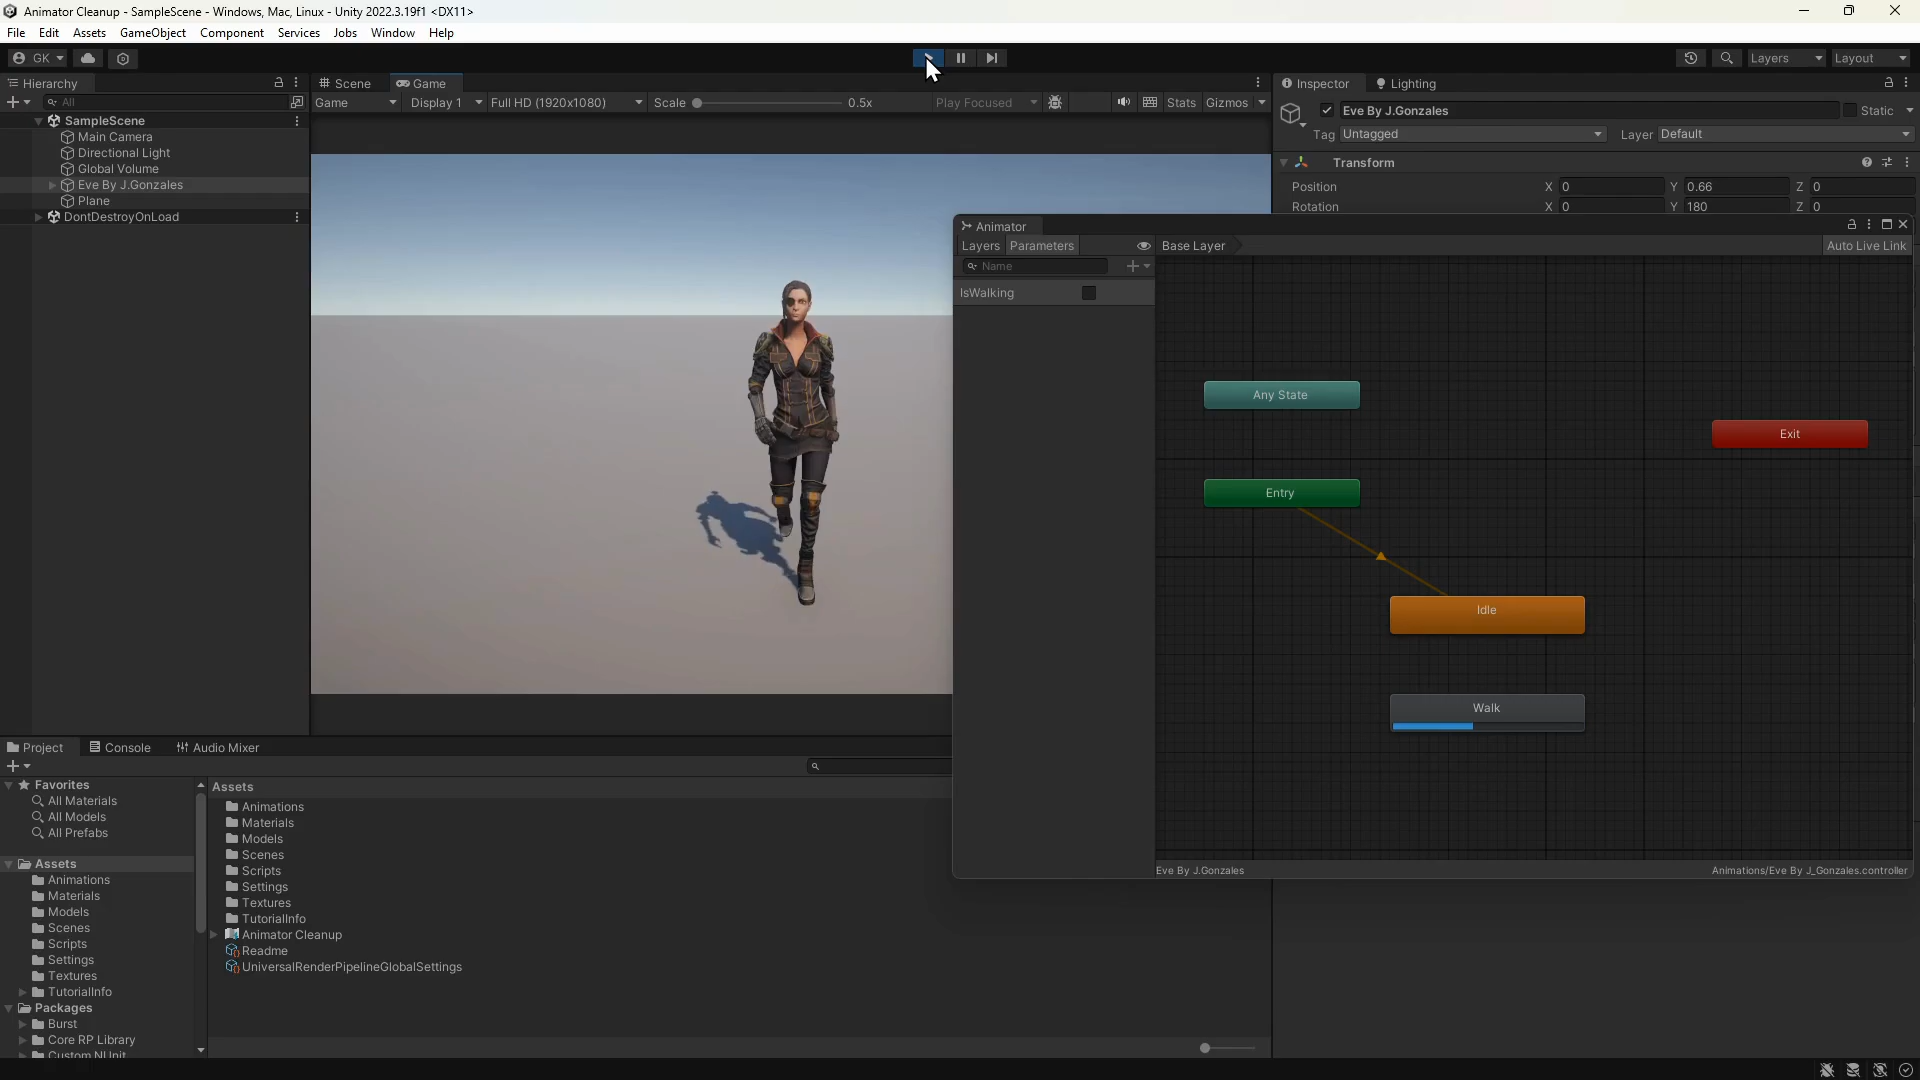 Animator Cleanup - SampleScene - Windows, Mac, Linux - Unity 2022.3.19f1 <DX11>
File Edit Assets GameObject Component Services Jobs Window Help
GK Layers Layout
Hierarchy
All
SampleScene
Main Camera
Directional Light
Global Volume
Eve By J.Gonzales
Plane
DontDestroyOnLoad
Scene Game
Game Display 1 Full HD (1920x1080) Scale 0.5x Play Focused Stats Gizmos
Inspector Lighting
Eve By J.Gonzales Static
Tag Untagged Layer Default
Transform
Position X 0 Y 0.66 Z 0
Rotation X 0 Y 180 Z 0
Animator
Layers Parameters Base Layer Auto Live Link
Name
IsWalking
Any State
Exit
Entry
Idle
Walk
Eve By J.Gonzales Animations/Eve By J_Gonzales.controller
Project Console Audio Mixer
Favorites
All Materials
All Models
All Prefabs
Assets
Animations
Materials
Models
Scenes
Scripts
Settings
Textures
TutorialInfo
Packages
Burst
Core RP Library
Custom NUnit
Assets
Animations
Materials
Models
Scenes
Scripts
Settings
Textures
TutorialInfo
Animator Cleanup
Readme
UniversalRenderPipelineGlobalSettings